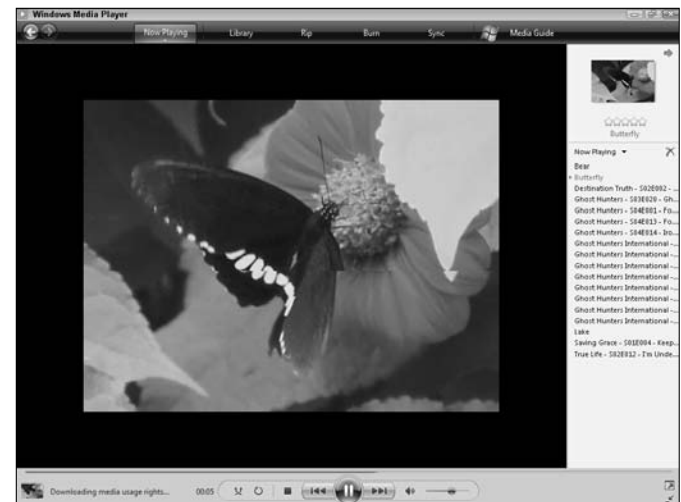 Windows Media Player
Now Playing Library Rip Burn Sync Media Guide
Butterfly
Now Playing
Bear
Butterfly
Destination Truth - S02E002 - ...
Ghost Hunters - S03E020 - Gh...
Ghost Hunters - S04E001 - Fo...
Ghost Hunters - S04E013 - Fo...
Ghost Hunters - S04E014 - Iro...
Ghost Hunters International -...
Ghost Hunters International -...
Ghost Hunters International -...
Ghost Hunters International -...
Ghost Hunters International -...
Ghost Hunters International -...
Ghost Hunters International -...
Lake
Saving Grace - S01E004 - Keep...
True Life - S02E012 - I'm Unde...
Downloading media usage rights... 00:05